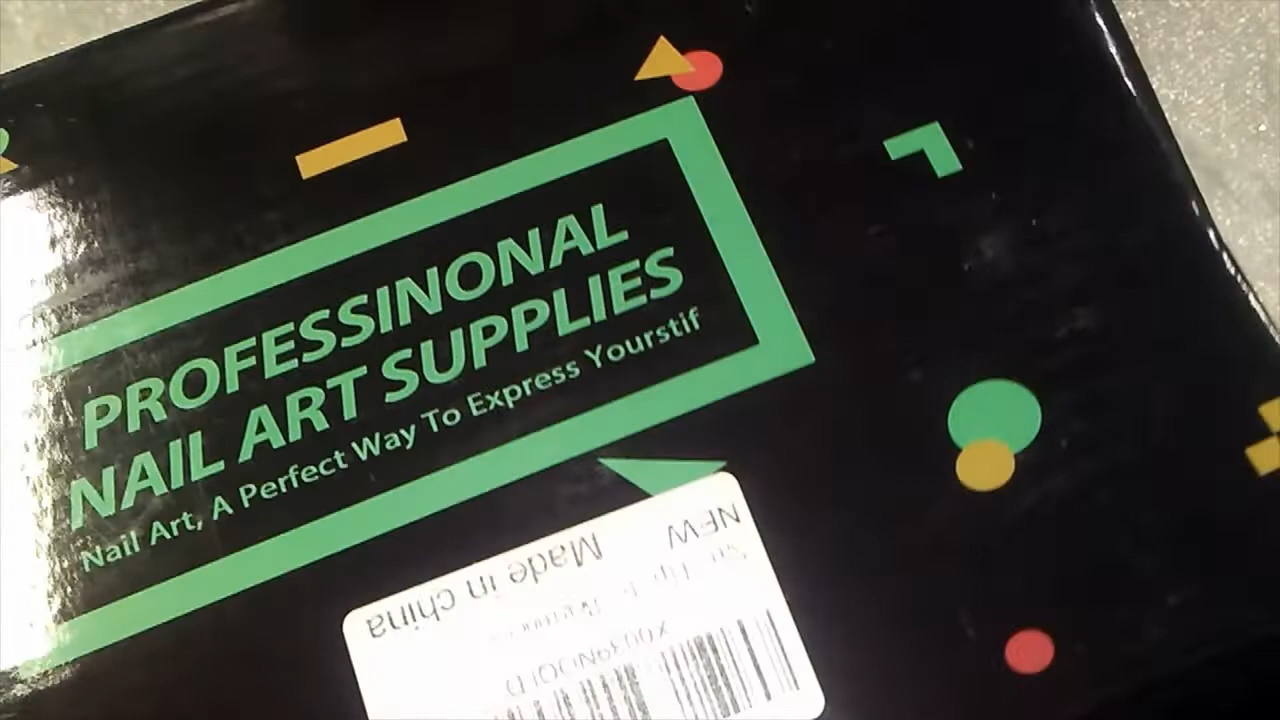 PROFESSINONAL
NAIL ART SUPPLIES
Nail Art, A Perfect Way To Express Yourstif
Made in china
NEW